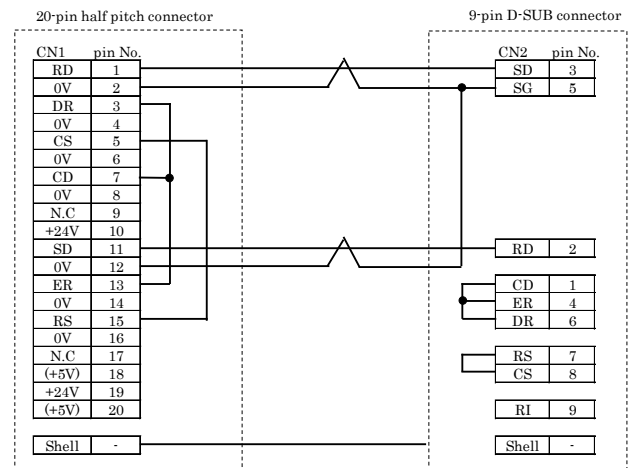 20-pin half pitch connector
9-pin D-SUB connector
CN1 pin No.
RD 1
0V 2
DR 3
0V 4
CS 5
0V 6
CD 7
0V 8
N.C 9
+24V 10
SD 11
0V 12
ER 13
0V 14
RS 15
0V 16
N.C 17
(+5V) 18
+24V 19
(+5V) 20
Shell -
CN2 pin No.
SD 3
SG 5
RD 2
CD 1
ER 4
DR 6
RS 7
CS 8
RI 9
Shell -